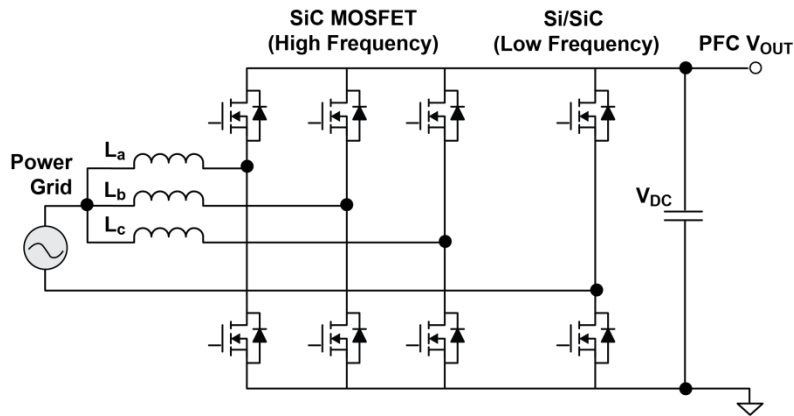 SiC MOSFET
(High Frequency)
Si/SiC
(Low Frequency)
PFC VOUT
Power
Grid
La
Lb
Lc
VDC